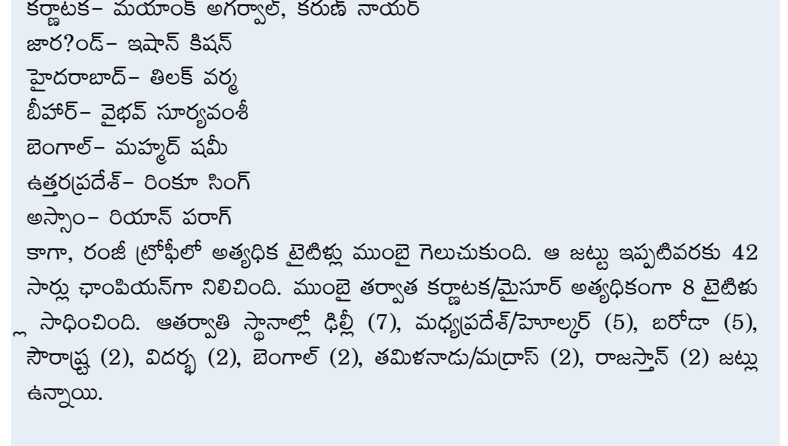 కర్ణాటక– మయాంక్ అగర్వాల్, కరుణ్ నాయర్
జార?ండ్– ఇషాన్ కిషన్
హైదరాబాద్– తిలక్ వర్మ
బీహార్– వైభవ్ సూర్యవంశీ
బెంగాల్– మహ్మద్ షమీ
ఉత్తరప్రదేశ్– రింకూ సింగ్
అస్సాం– రియాన్ పరాగ్
కాగా, రంజీ ట్రోఫీలో అత్యధిక టైటిళ్లు ముంబై గెలుచుకుంది. ఆ జట్టు ఇప్పటివరకు 42
సార్లు ఛాంపియన్‌గా నిలిచింది. ముంబై తర్వాత కర్ణాటక/మైసూర్ అత్యధికంగా 8 టైటిళు
్ల సాధించింది. ఆతర్వాతి స్థానాల్లో ఢిల్లీ (7), మధ్యప్రదేశ్/హెూల్కర్ (5), బరోడా (5),
సౌరాష్ట్ర (2), విదర్భ (2), బెంగాల్ (2), తమిళనాడు/మద్రాస్ (2), రాజస్తాన్ (2) జట్లు
ఉన్నాయి.